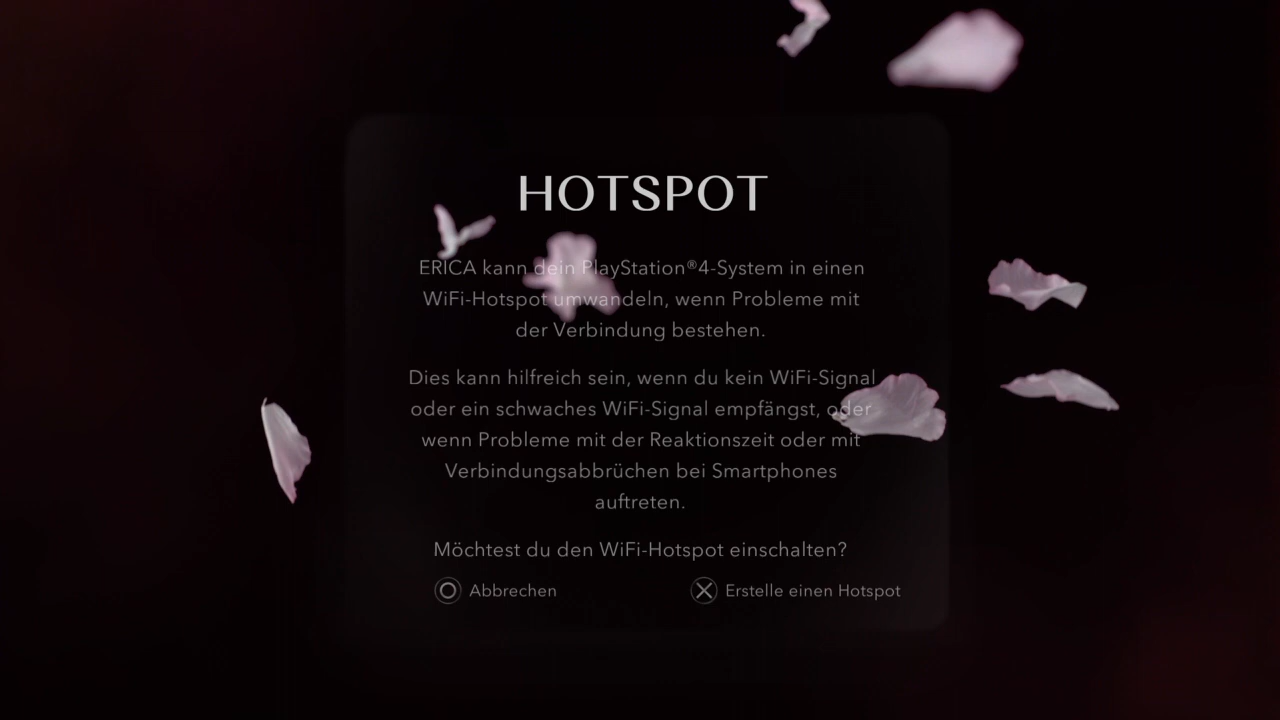 HOTSPOT
ERICA kann dein PlayStation®4-System in einen
WiFi-Hotspot umwandeln, wenn Probleme mit
der Verbindung bestehen.
Dies kann hilfreich sein, wenn du kein WiFi-Signal
oder ein schwaches WiFi-Signal empfängst, oder
wenn Probleme mit der Reaktionszeit oder mit
Verbindungsabbrüchen bei Smartphones
auftreten.
Möchtest du den WiFi-Hotspot einschalten?
Abbrechen Erstelle einen Hotspot